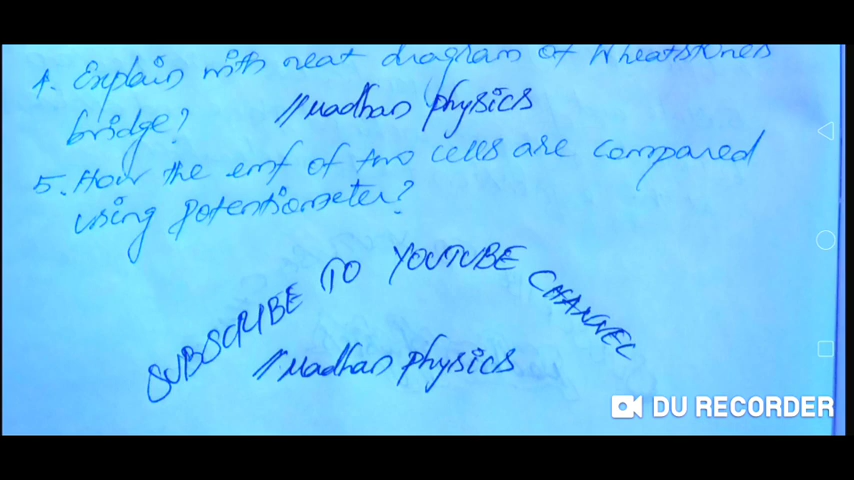 4. Explain with neat diagram of Wheatstones
bridge?
//Madhan physics
5. How the emf of two cells are compared
using potentiometer?
SUBSCRIBE TO YOUTUBE CHANNEL
//Madhan physics
DU RECORDER